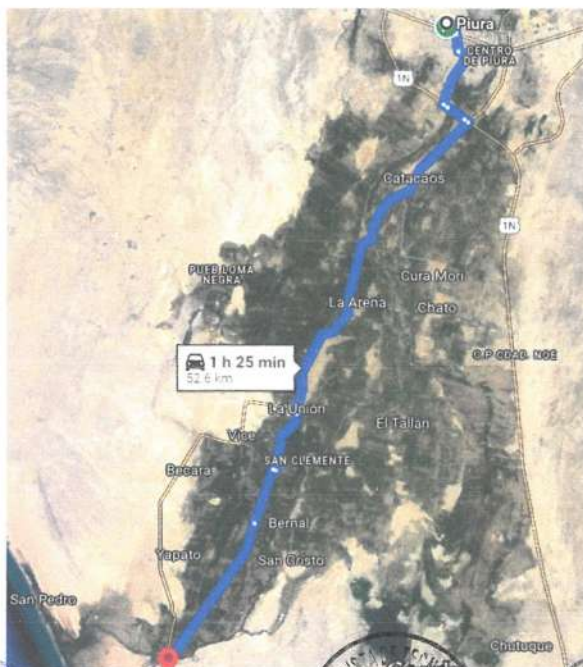 Piura
CENTRO
DE PIURA
1N
Catacaos
1N
PUEB LOMA
NEGRA
Cura Mori
La Arena
Chato
C.P CDAD. NOÉ
1 h 25 min
52.6 km
La Unión
Vice
El Tallán
SAN CLEMENTE
Becara
Bernal
Yapato
San Cristo
San Pedro
Chutuque